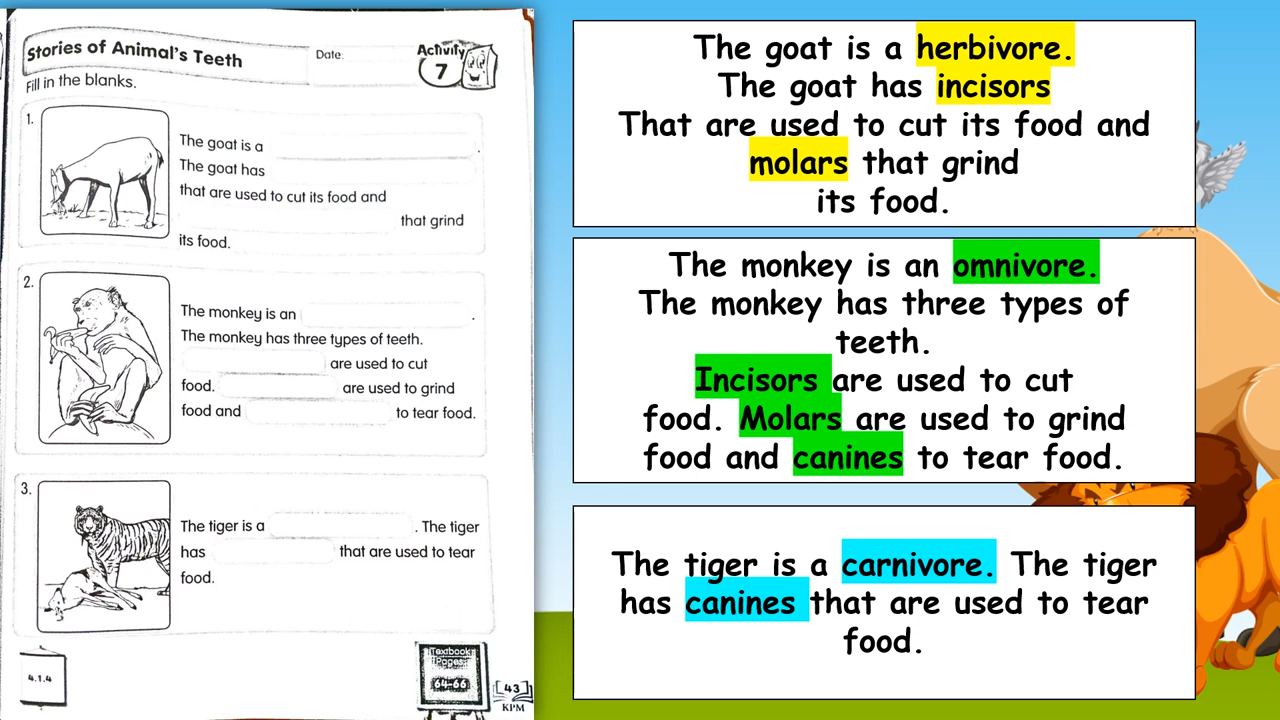 Stories of Animal's Teeth
Date:
Activity
7
Fill in the blanks.
1.
The goat is a .
The goat has
that are used to cut its food and
that grind
its food.
2.
The monkey is an .
The monkey has three types of teeth.
are used to cut
food. are used to grind
food and to tear food.
3.
The tiger is a . The tiger
has that are used to tear
food.
4.1.4
Textbook
Pages
64-66
43
KPM
The goat is a herbivore.
The goat has incisors
That are used to cut its food and
molars that grind
its food.
The monkey is an omnivore.
The monkey has three types of
teeth.
Incisors are used to cut
food. Molars are used to grind
food and canines to tear food.
The tiger is a carnivore. The tiger
has canines that are used to tear
food.